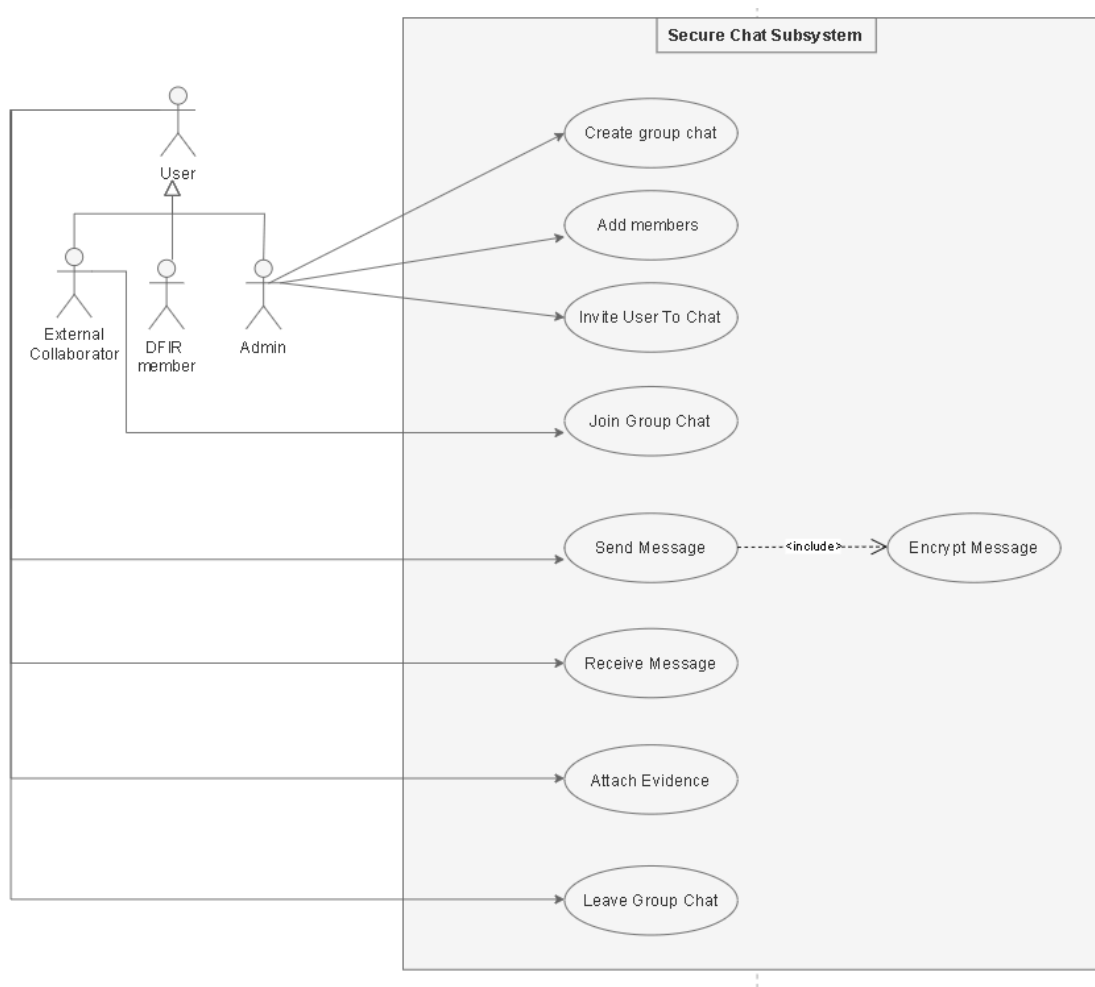 Secure Chat Subsystem
Create group chat
User
Add members
External
Collaborator
DFIR
member
Admin
Invite User To Chat
Join Group Chat
Send Message
<include>
Encrypt Message
Receive Message
Attach Evidence
Leave Group Chat